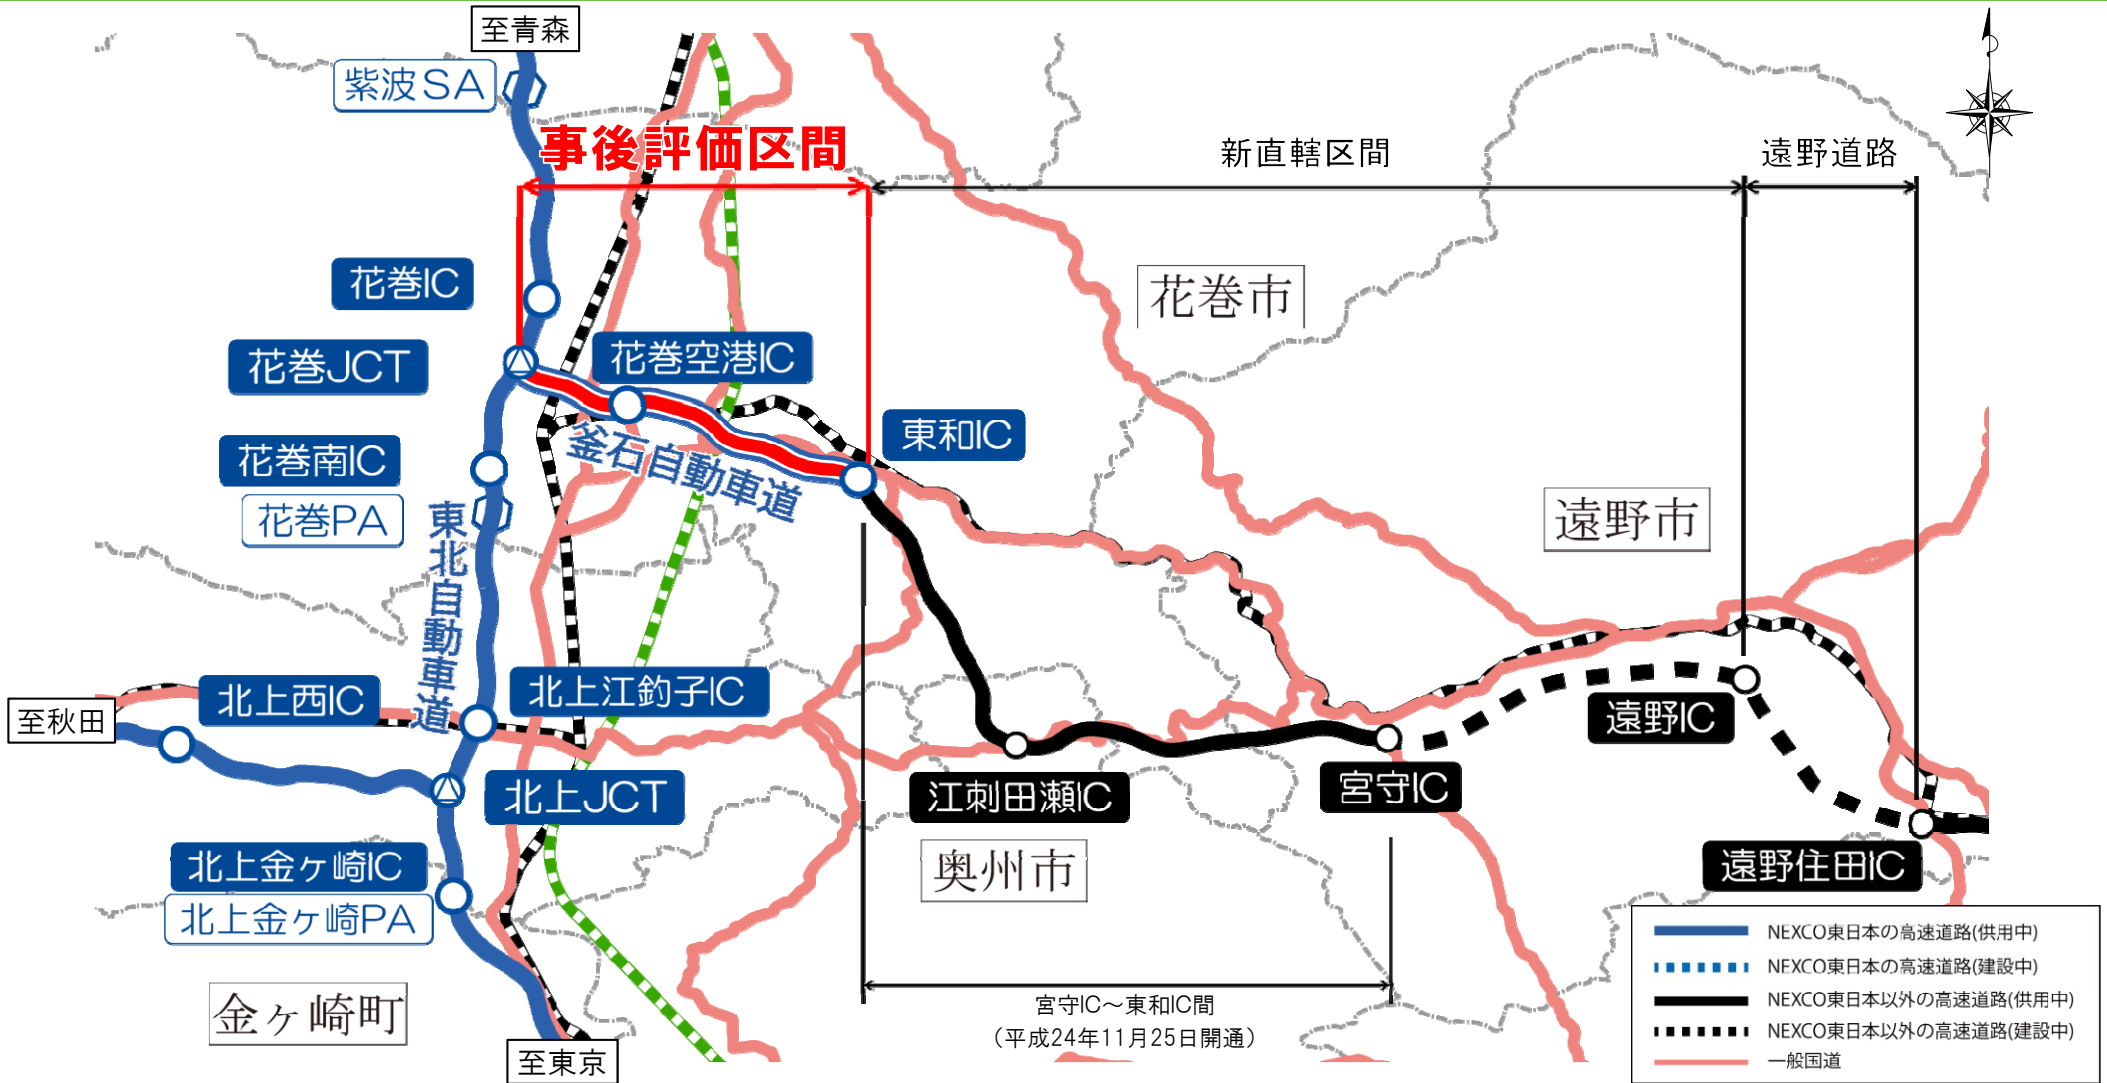 至青森
紫波SA
事後評価区間
新直轄区間
遠野道路
花巻IC
花巻市
花巻JCT
花巻空港IC
東和IC
花巻南IC
花巻PA
釜石自動車道
東北自動車道
遠野市
北上西IC
北上江釣子IC
至秋田
遠野IC
北上JCT
江刺田瀬IC
宮守IC
北上金ヶ崎IC
北上金ヶ崎PA
奥州市
遠野住田IC
金ヶ崎町
宮守IC～東和IC間
（平成24年11月25日開通）
至東京
NEXCO東日本の高速道路(供用中)
NEXCO東日本の高速道路(建設中)
NEXCO東日本以外の高速道路(供用中)
NEXCO東日本以外の高速道路(建設中)
一般国道